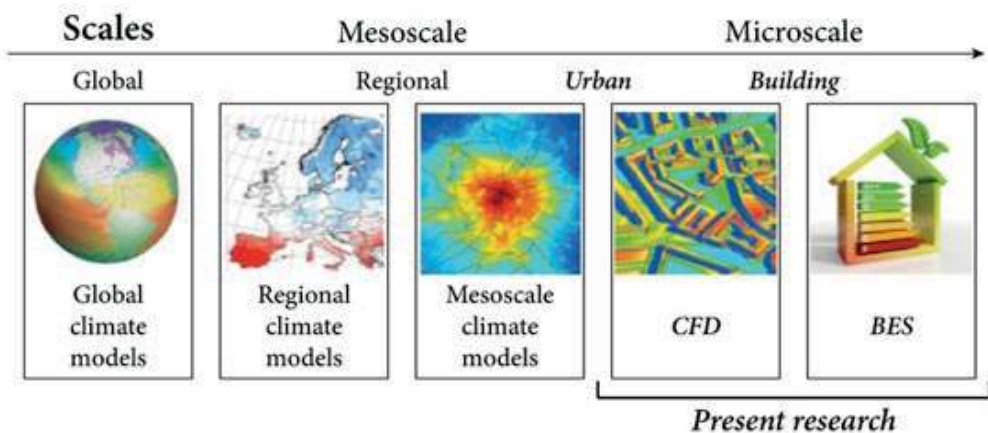 Scales Mesoscale Microscale
Global Regional Urban Building
Global
climate
models
Regional
climate
models
Mesoscale
climate
models
CFD
BES
Present research